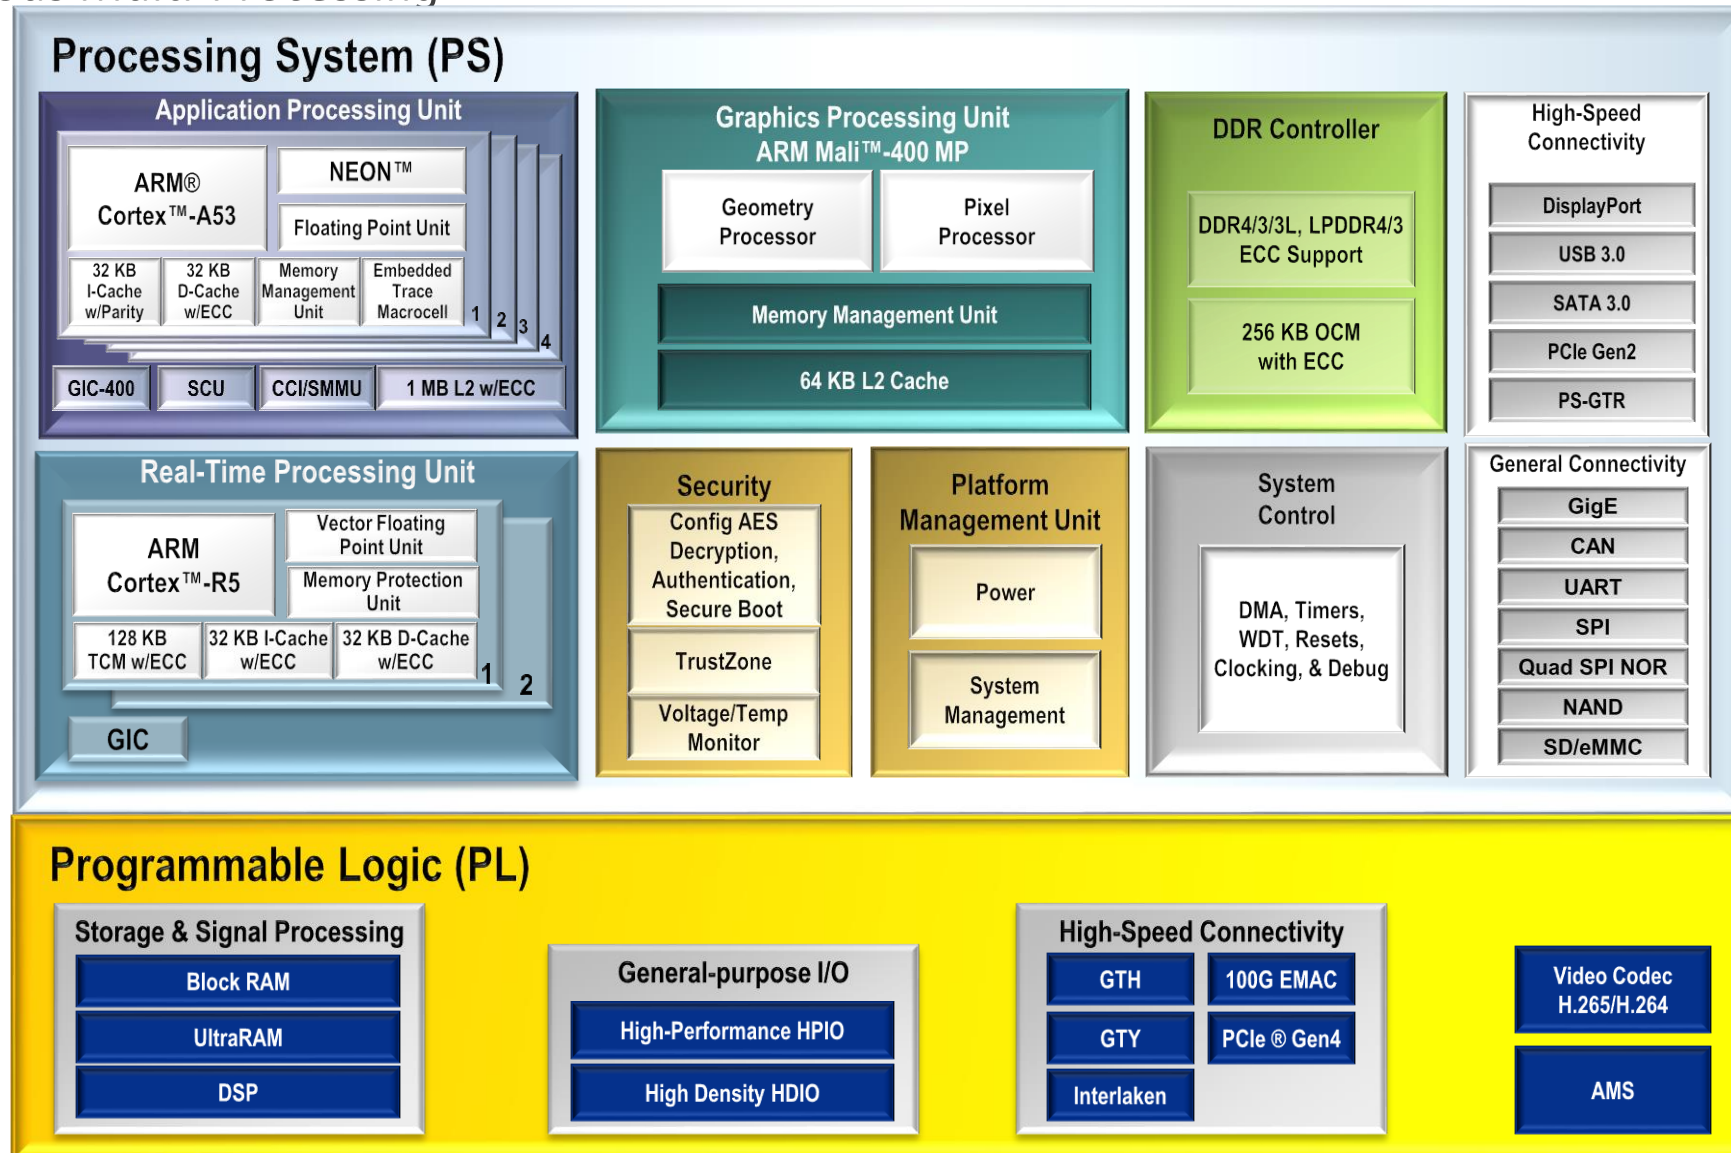 Processing System (PS)
Application Processing Unit
ARM®
Cortex™-A53
NEON™
Floating Point Unit
32 KB
I-Cache
w/Parity
32 KB
D-Cache
w/ECC
Memory
Management
Unit
Embedded
Trace
Macrocell
1
2
3
4
GIC-400
SCU
CCI/SMMU
1 MB L2 w/ECC
Graphics Processing Unit
ARM Mali™-400 MP
Geometry
Processor
Pixel
Processor
Memory Management Unit
64 KB L2 Cache
DDR Controller
DDR4/3/3L, LPDDR4/3
ECC Support
256 KB OCM
with ECC
High-Speed
Connectivity
DisplayPort
USB 3.0
SATA 3.0
PCIe Gen2
PS-GTR
Real-Time Processing Unit
ARM
Cortex™-R5
Vector Floating
Point Unit
Memory Protection
Unit
128 KB
TCM w/ECC
32 KB I-Cache
w/ECC
32 KB D-Cache
w/ECC
1
2
GIC
Security
Config AES
Decryption,
Authentication,
Secure Boot
TrustZone
Voltage/Temp
Monitor
Platform
Management Unit
Power
System
Management
System
Control
DMA, Timers,
WDT, Resets,
Clocking, & Debug
General Connectivity
GigE
CAN
UART
SPI
Quad SPI NOR
NAND
SD/eMMC
Programmable Logic (PL)
Storage & Signal Processing
Block RAM
UltraRAM
DSP
General-purpose I/O
High-Performance HPIO
High Density HDIO
High-Speed Connectivity
GTH
100G EMAC
GTY
PCIe ® Gen4
Interlaken
Video Codec
H.265/H.264
AMS